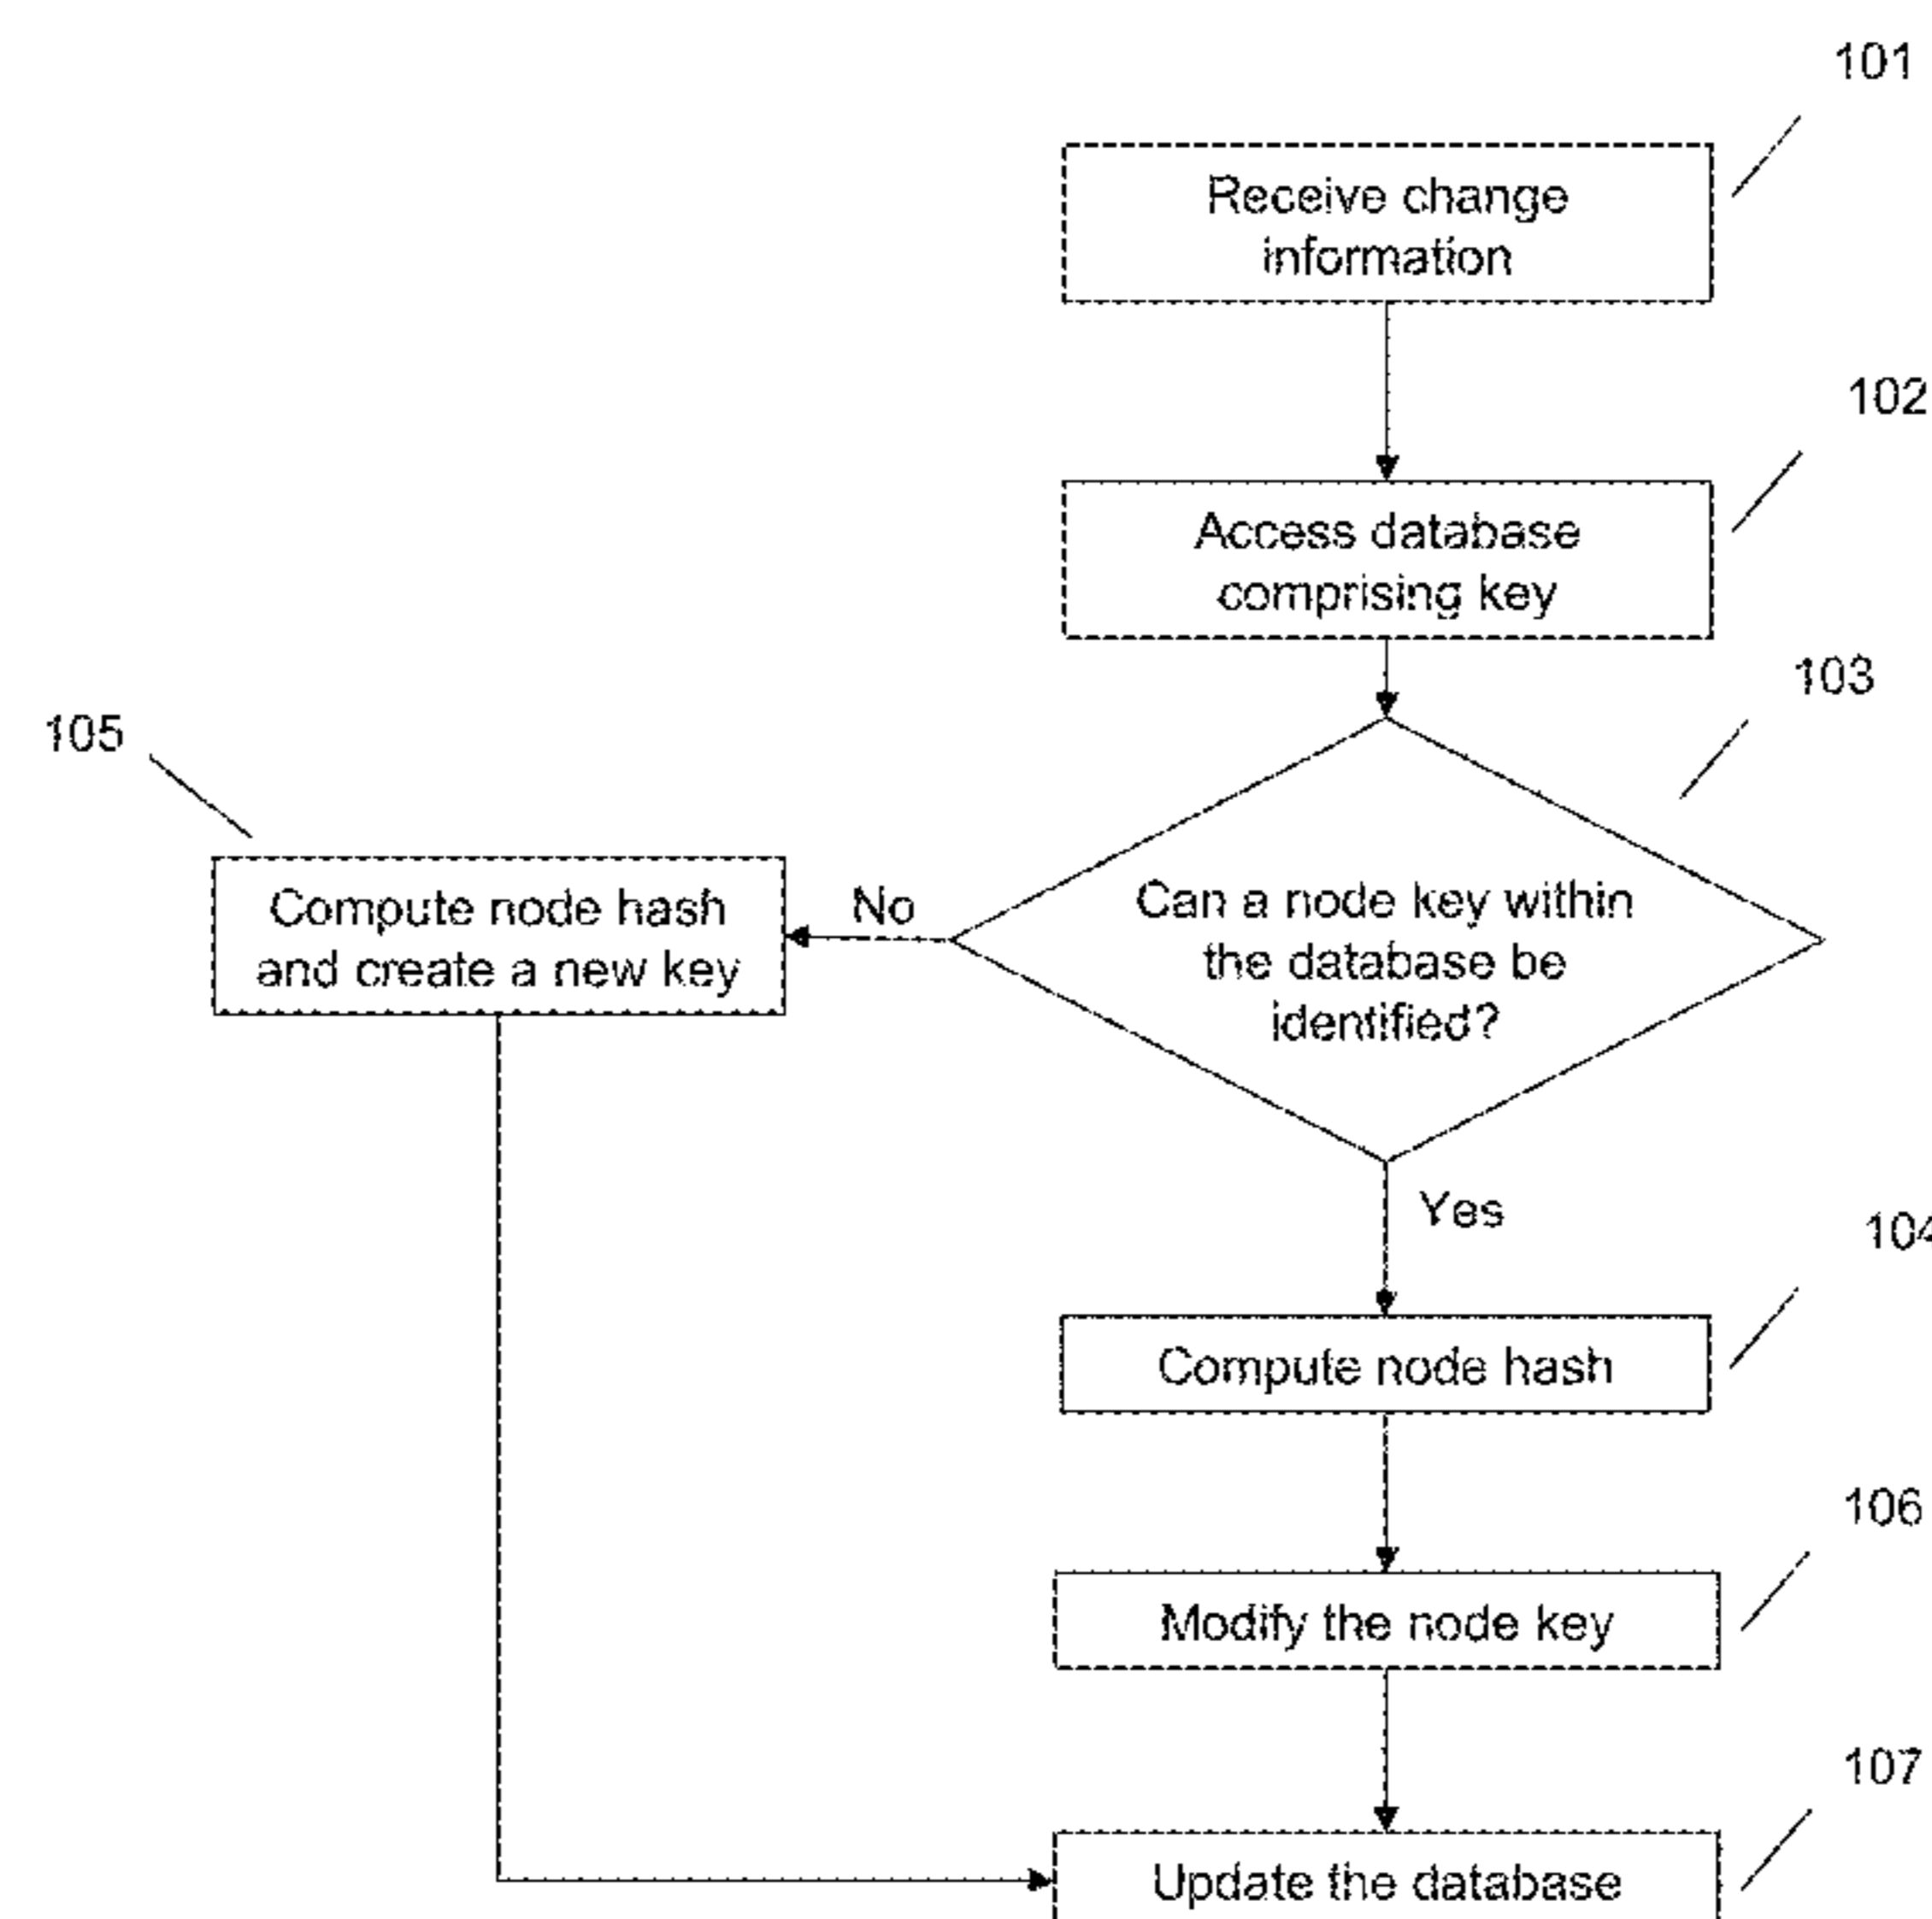 101
Receive change
information
102
Access database
comprising key
103
105
Can a node key within
the database be
identified?
No
Compute node hash
and create a new key
Yes
104
Compute node hash
106
Modify the node key
107
Update the database